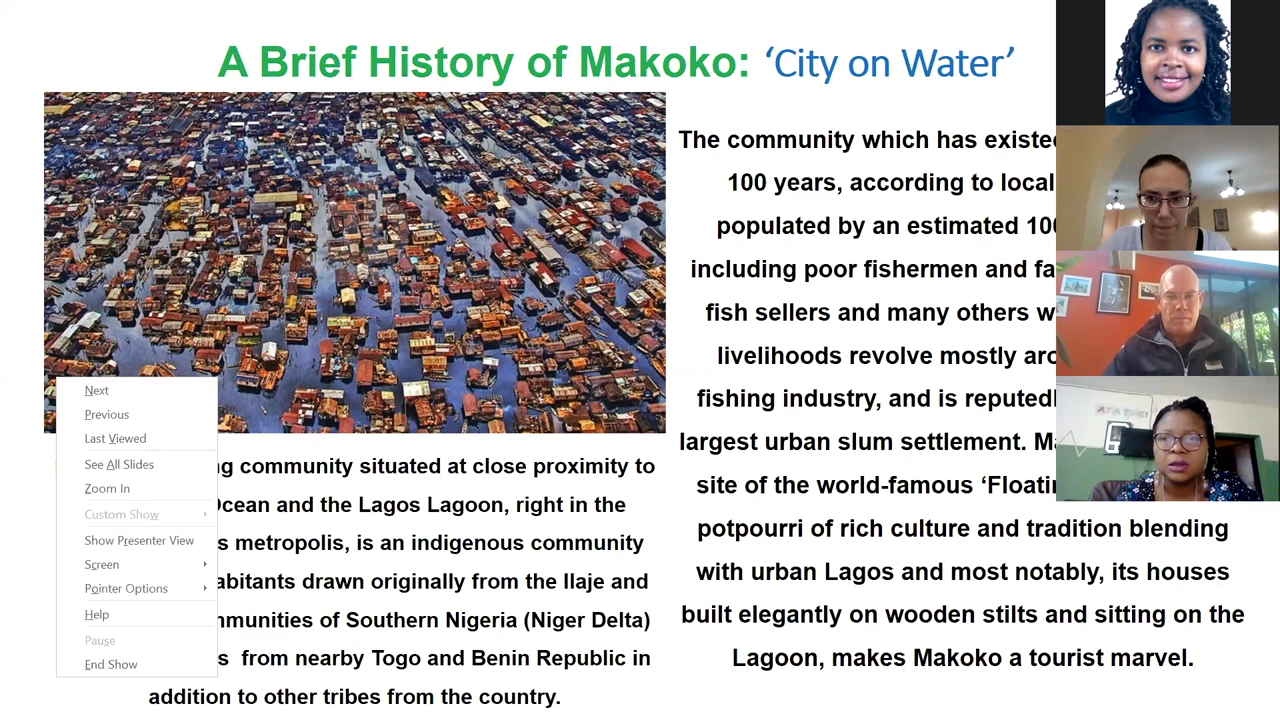 A Brief History of Makoko: ‘City on Water’
ng community situated at close proximity to
Ocean and the Lagos Lagoon, right in the
s metropolis, is an indigenous community
abitants drawn originally from the Ilaje and
mmunities of Southern Nigeria (Niger Delta)
s from nearby Togo and Benin Republic in
addition to other tribes from the country.
The community which has existed
100 years, according to local
populated by an estimated 10
including poor fishermen and fa
fish sellers and many others w
livelihoods revolve mostly aro
fishing industry, and is reputedl
largest urban slum settlement. Ma
site of the world-famous ‘Floatin
potpourri of rich culture and tradition blending
with urban Lagos and most notably, its houses
built elegantly on wooden stilts and sitting on the
Lagoon, makes Makoko a tourist marvel.
Next
Previous
Last Viewed
See All Slides
Zoom In
Custom Show
Show Presenter View
Screen
Pointer Options
Help
Pause
End Show